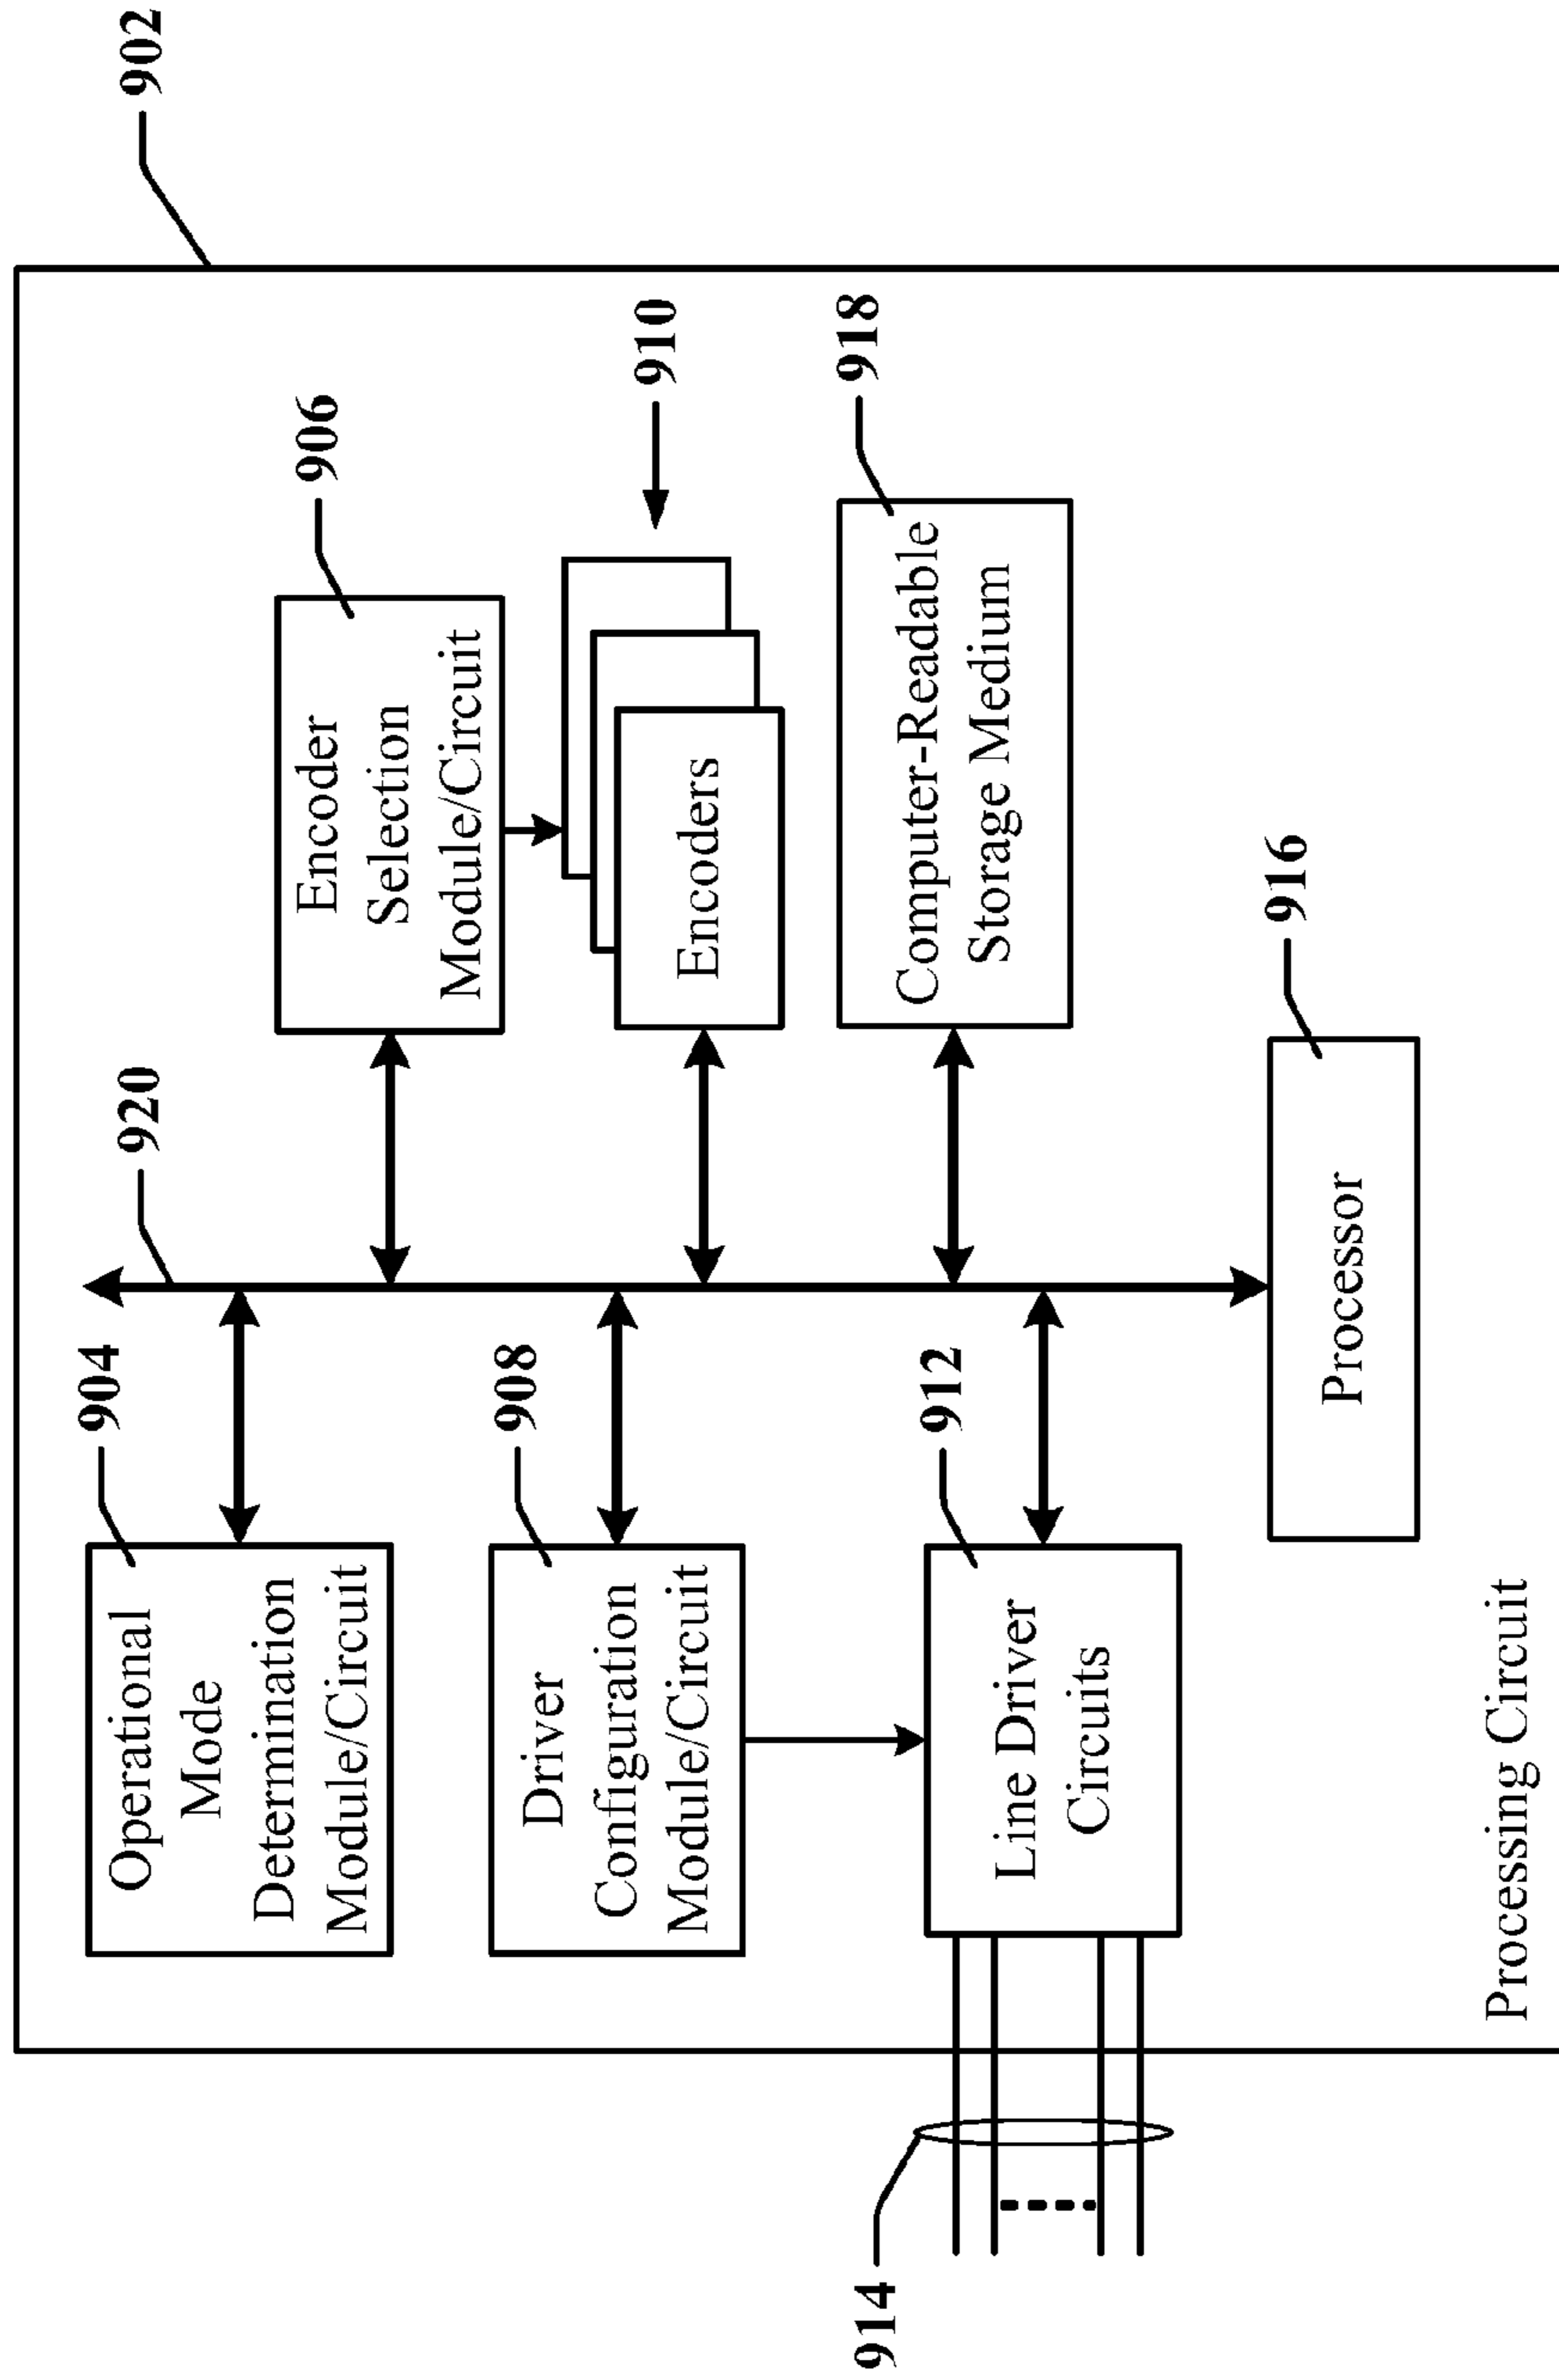 902
920
904
Operational
Mode
Determination
Module/Circuit
906
Encoder
Selection
Module/Circuit
908
Driver
Configuration
Module/Circuit
910
Encoders
912
Line Driver
Circuits
914
918
Computer-Readable
Storage Medium
916
Processor
Processing Circuit